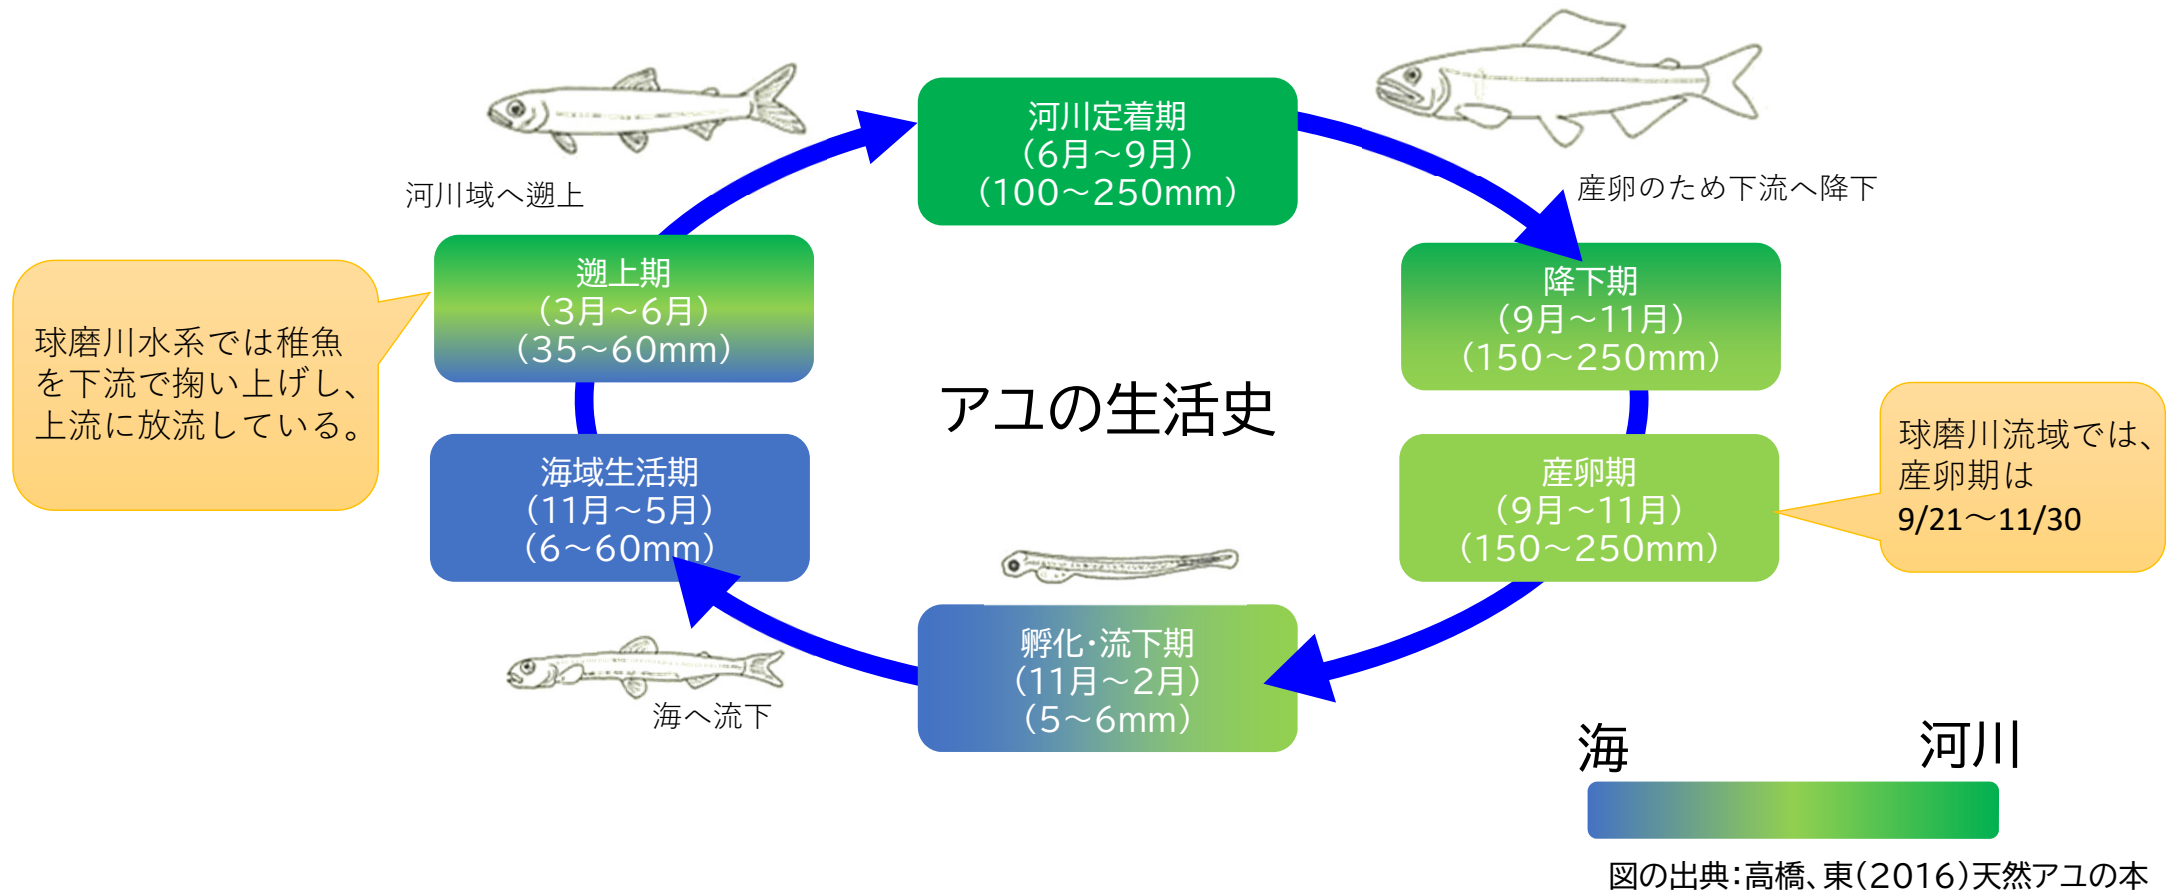 河川定着期
（6月～9月）
（100～250mm）
河川域へ遡上
産卵のため下流へ降下
遡上期
（3月～6月）
（35～60mm）
降下期
（9月～11月）
（150～250mm）
球磨川水系では稚魚
を下流で掬い上げし、
上流に放流している。
アユの生活史
海域生活期
（11月～5月）
（6～60mm）
産卵期
（9月～11月）
（150～250mm）
球磨川流域では、
産卵期は
9/21～11/30
孵化・流下期
（11月～2月）
（5～6mm）
海へ流下
海 河川
図の出典：高橋、東（2016）天然アユの本